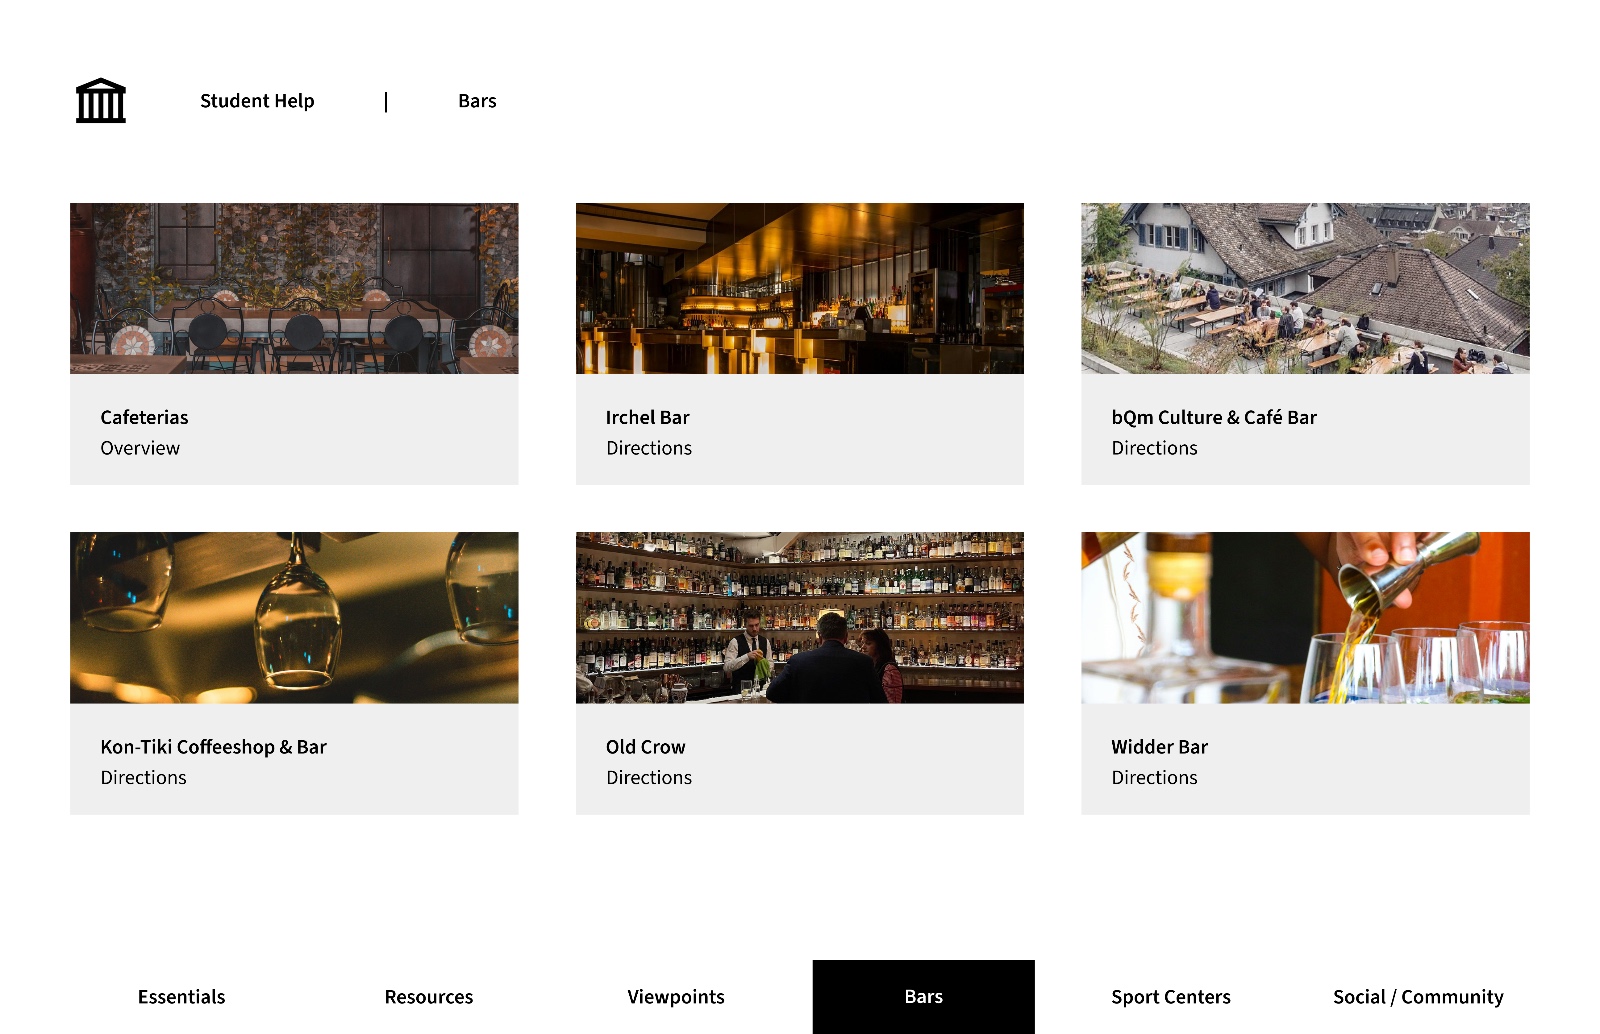 Student Help | Bars
Cafeterias
Overview
Irchel Bar
Directions
bQm Culture & Café Bar
Directions
Kon-Tiki Coffeeshop & Bar
Directions
Old Crow
Directions
Widder Bar
Directions
Essentials
Resources
Viewpoints
Bars
Sport Centers
Social / Community